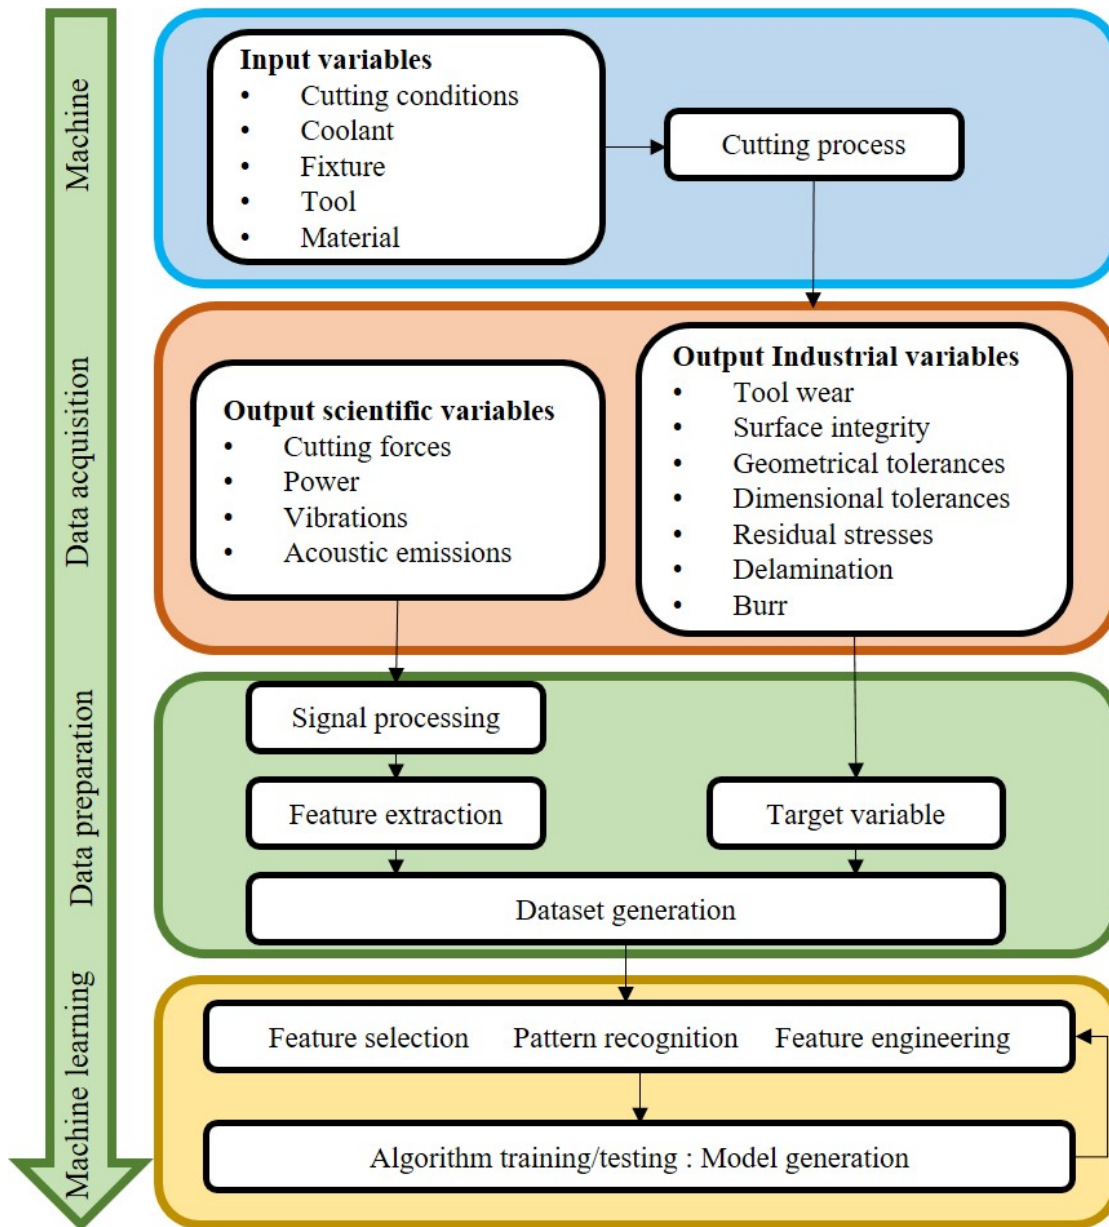 Machine
Input variables
• Cutting conditions
• Coolant
• Fixture
• Tool
• Material
Cutting process
Data acquisition
Output scientific variables
• Cutting forces
• Power
• Vibrations
• Acoustic emissions
Output Industrial variables
• Tool wear
• Surface integrity
• Geometrical tolerances
• Dimensional tolerances
• Residual stresses
• Delamination
• Burr
Data preparation
Signal processing
Feature extraction
Target variable
Dataset generation
Machine learning
Feature selection Pattern recognition Feature engineering
Algorithm training/testing : Model generation